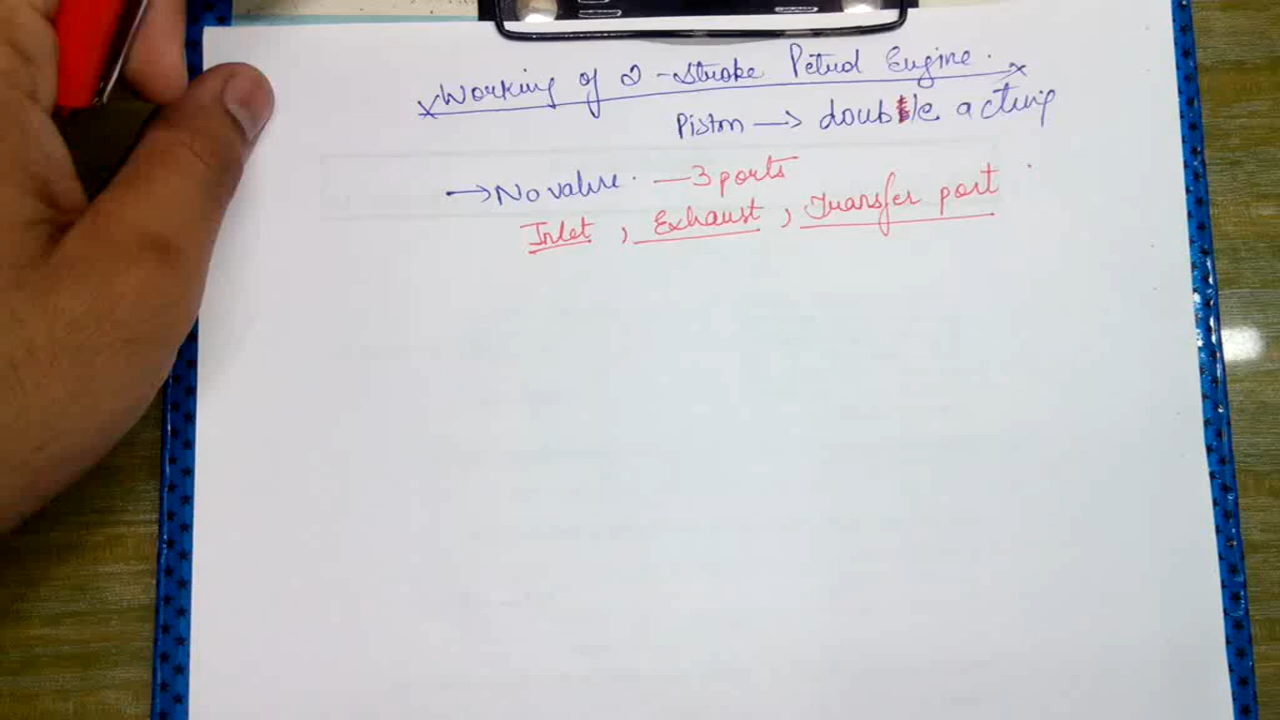 Working of 2-Stroke Petrol Engine.
Piston → double acting
→ No valve. — 3 ports
Inlet, Exhaust, Transfer port